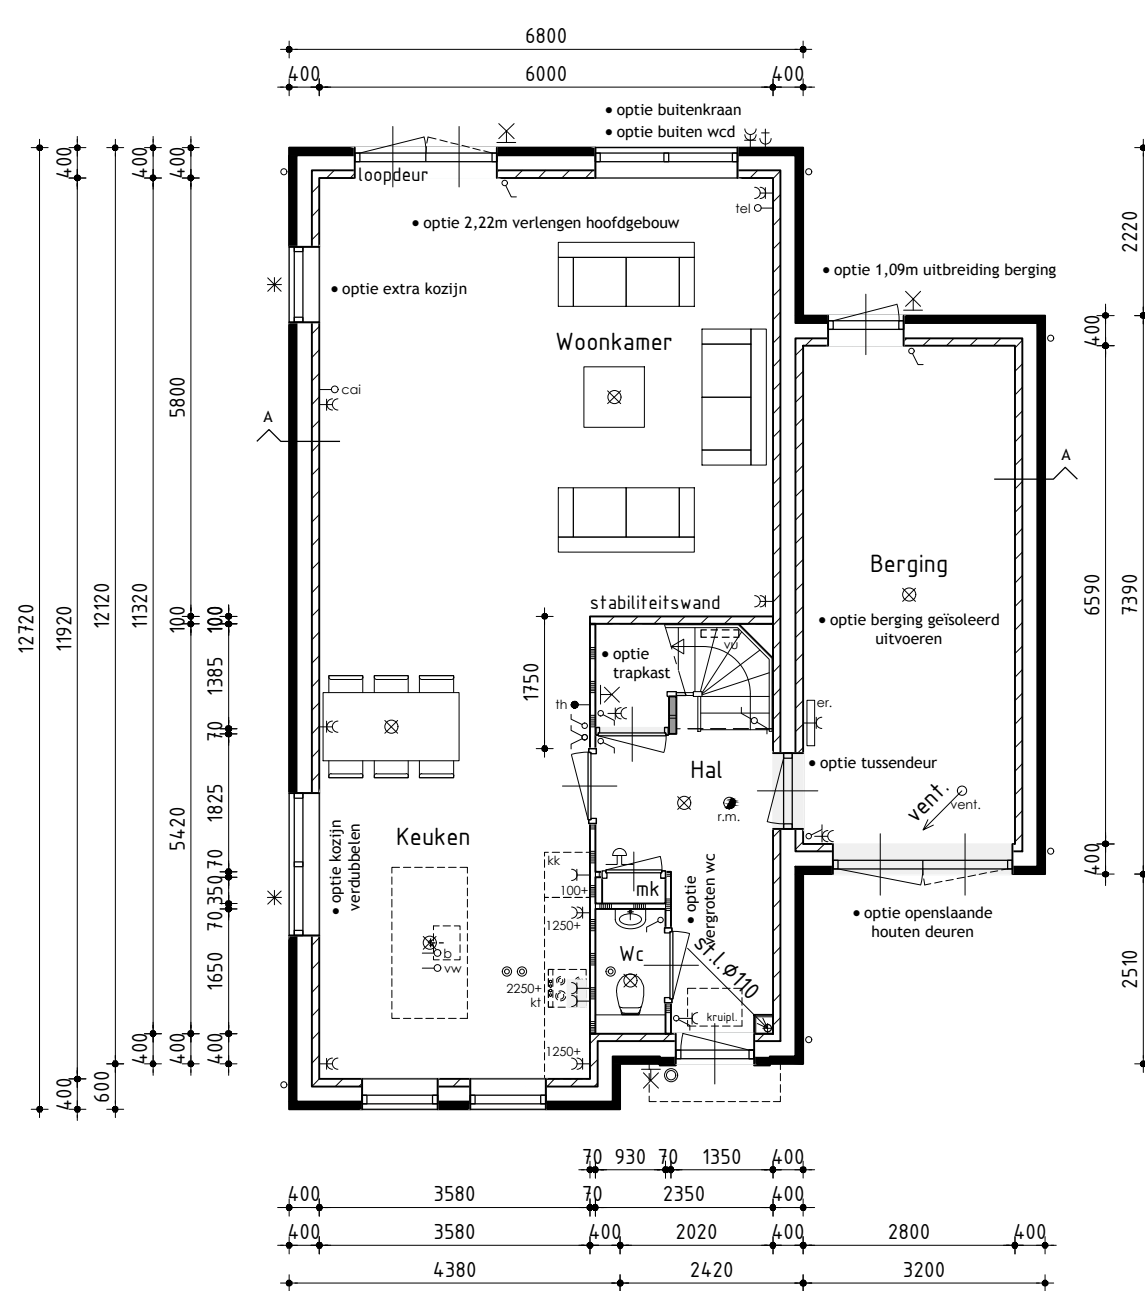 6800
400 6000 400
• optie buitenkraan
• optie buiten wcd
loopdeur
tel
• optie 2,22m verlengen hoofdgebouw
• optie 1,09m uitbreiding berging
• optie extra kozijn
Woonkamer
cai
A
A
Berging
• optie berging geïsoleerd
uitvoeren
stabiliteitswand
• optie
trapkast
vu
th
er.
• optie tussendeur
Hal
r.m.
vent.
vent.
Keuken
• optie kozijn
verdubbelen
kk
100+
mk
1250+
• optie
vergroten wc
Wc
st.l.ø110
b
vw
2250+
kt
kruipl.
1250+
• optie openslaande
houten deuren
12720
400
11920
400
12120
600
400
11320
400
400
5800
100
5420
400
100
1385
70
1825
70
350
70
1650
400
1750
2220
7390
2510
400
6590
400
70 930 70 1350 400
400 3580 70 2350 400
400 3580 400 2020 400 2800 400
4380 2420 3200